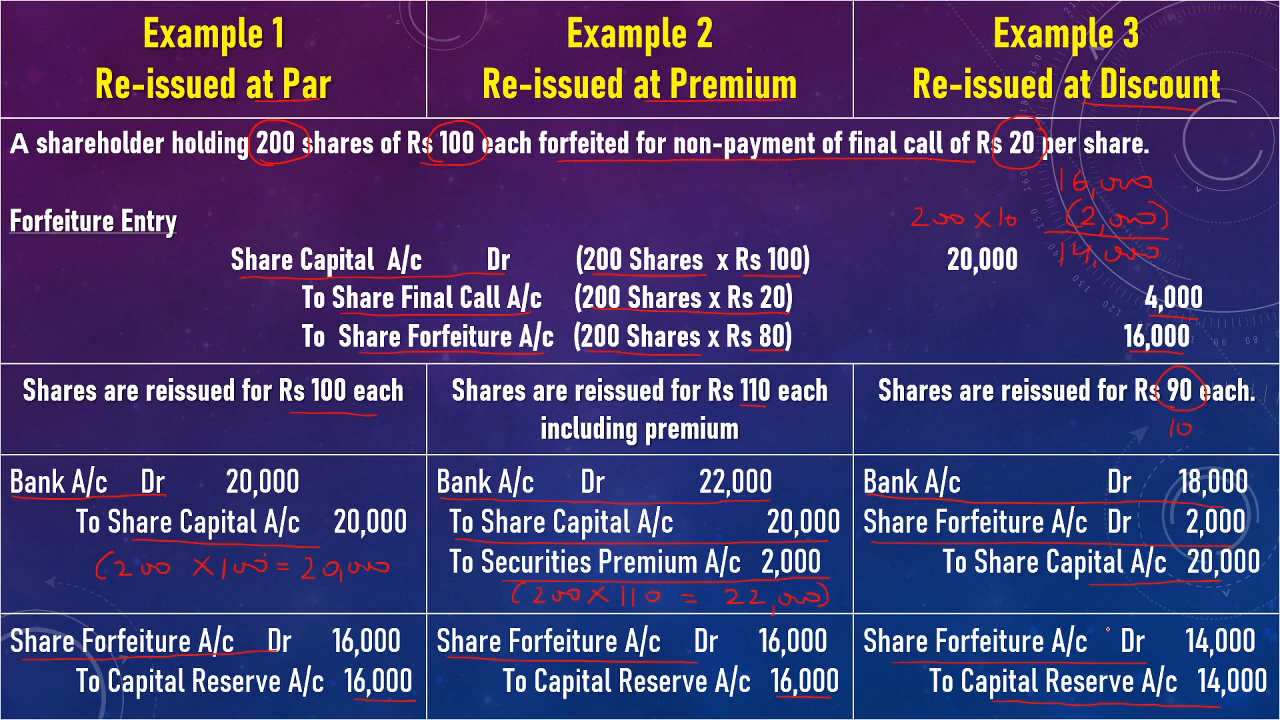 Example 1
Re-issued at Par
Example 2
Re-issued at Premium
Example 3
Re-issued at Discount
A shareholder holding 200 shares of Rs 100 each forfeited for non-payment of final call of Rs 20 per share.
16,000
Forfeiture Entry
200 x 10 (2,000)
14,000
Share Capital A/c Dr (200 Shares x Rs 100) 20,000
To Share Final Call A/c (200 Shares x Rs 20) 4,000
To Share Forfeiture A/c (200 Shares x Rs 80) 16,000
Shares are reissued for Rs 100 each
Shares are reissued for Rs 110 each
including premium
Shares are reissued for Rs 90 each.
10
Bank A/c Dr 20,000
To Share Capital A/c 20,000
(200 x 100 = 20,000
Bank A/c Dr 22,000
To Share Capital A/c 20,000
To Securities Premium A/c 2,000
(200 x 110 = 22,000)
Bank A/c Dr 18,000
Share Forfeiture A/c Dr 2,000
To Share Capital A/c 20,000
Share Forfeiture A/c Dr 16,000
To Capital Reserve A/c 16,000
Share Forfeiture A/c Dr 16,000
To Capital Reserve A/c 16,000
Share Forfeiture A/c Dr 14,000
To Capital Reserve A/c 14,000